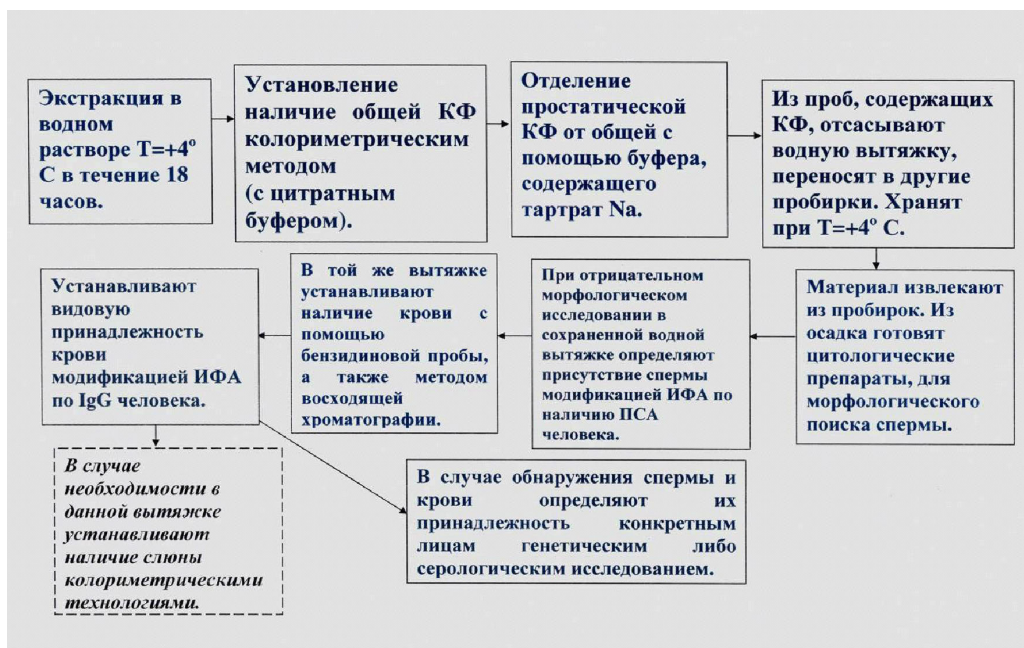 Экстракция в
водном
растворе Т=+4º
С в течение 18
часов.
Установление
наличие общей КФ
колориметрическим
методом
(с цитратным
буфером).
Отделение
простатической
КФ от общей с
помощью буфера,
содержащего
тартрат Na.
Из проб, содержащих
КФ, отсасывают
водную вытяжку,
переносят в другие
пробирки. Хранят
при Т=+4º С.
Материал извлекают
из пробирок. Из
осадка готовят
цитологические
препараты, для
морфологического
поиска спермы.
При отрицательном
морфологическом
исследовании в
сохраненной водной
вытяжке определяют
присутствие спермы
модификацией ИФА по
наличию ПСА
человека.
В той же вытяжке
устанавливают
наличие крови с
помощью
бензидиновой пробы,
а также методом
восходящей
хроматографии.
Устанавливают
видовую
принадлежность
крови
модификацией ИФА
по IgG человека.
В случае
необходимости в
данной вытяжке
устанавливают
наличие слюны
колориметрическими
технологиями.
В случае обнаружения спермы и
крови определяют их
принадлежность конкретным
лицам генетическим либо
серологическим исследованием.